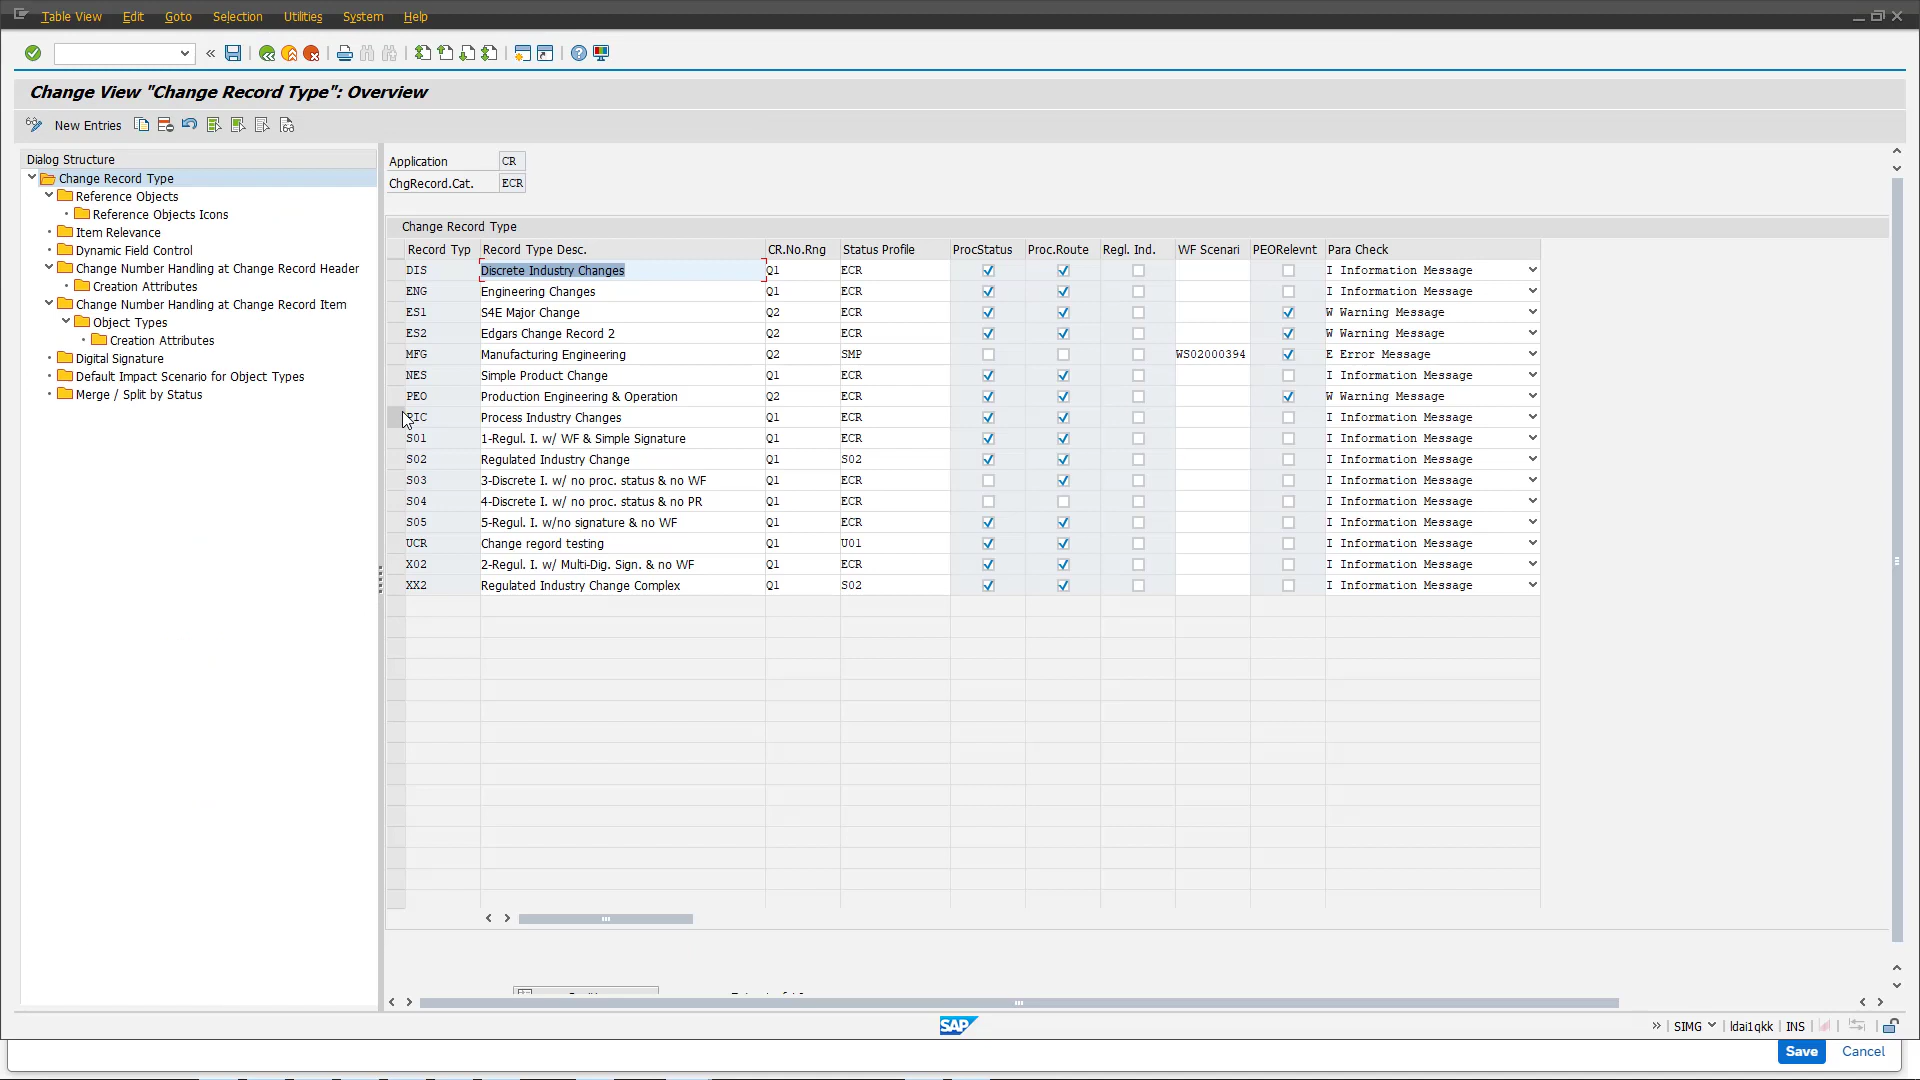 Table View Edit Goto Selection Utilities System Help
Change View "Change Record Type": Overview
New Entries
Dialog Structure
Change Record Type
Reference Objects
Reference Objects Icons
Item Relevance
Dynamic Field Control
Change Number Handling at Change Record Header
Creation Attributes
Change Number Handling at Change Record Item
Object Types
Creation Attributes
Digital Signature
Default Impact Scenario for Object Types
Merge / Split by Status
Application CR
ChgRecord.Cat. ECR
Change Record Type
Record Typ Record Type Desc. CR.No.Rng Status Profile ProcStatus Proc.Route Regl. Ind. WF Scenari PEORelevnt Para Check
DIS Discrete Industry Changes Q1 ECR I Information Message
ENG Engineering Changes Q1 ECR I Information Message
ES1 S4E Major Change Q2 ECR W Warning Message
ES2 Edgars Change Record 2 Q2 ECR W Warning Message
MFG Manufacturing Engineering Q2 SMP WS02000394 E Error Message
NES Simple Product Change Q1 ECR I Information Message
PEO Production Engineering & Operation Q2 ECR W Warning Message
PIC Process Industry Changes Q1 ECR I Information Message
S01 1-Regul. I. w/ WF & Simple Signature Q1 ECR I Information Message
S02 Regulated Industry Change Q1 S02 I Information Message
S03 3-Discrete I. w/ no proc. status & no WF Q1 ECR I Information Message
S04 4-Discrete I. w/ no proc. status & no PR Q1 ECR I Information Message
S05 5-Regul. I. w/no signature & no WF Q1 ECR I Information Message
UCR Change regord testing Q1 U01 I Information Message
X02 2-Regul. I. w/ Multi-Dig. Sign. & no WF Q1 ECR I Information Message
XX2 Regulated Industry Change Complex Q1 S02 I Information Message
SAP
SIMG ldai1qkk INS
Save Cancel